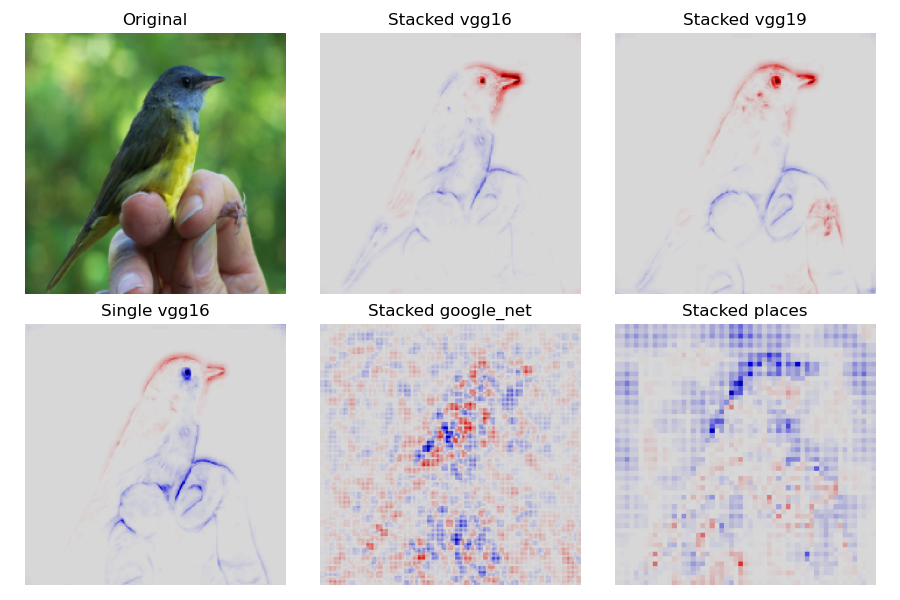 Original
Stacked vgg16
Stacked vgg19
Single vgg16
Stacked google_net
Stacked places